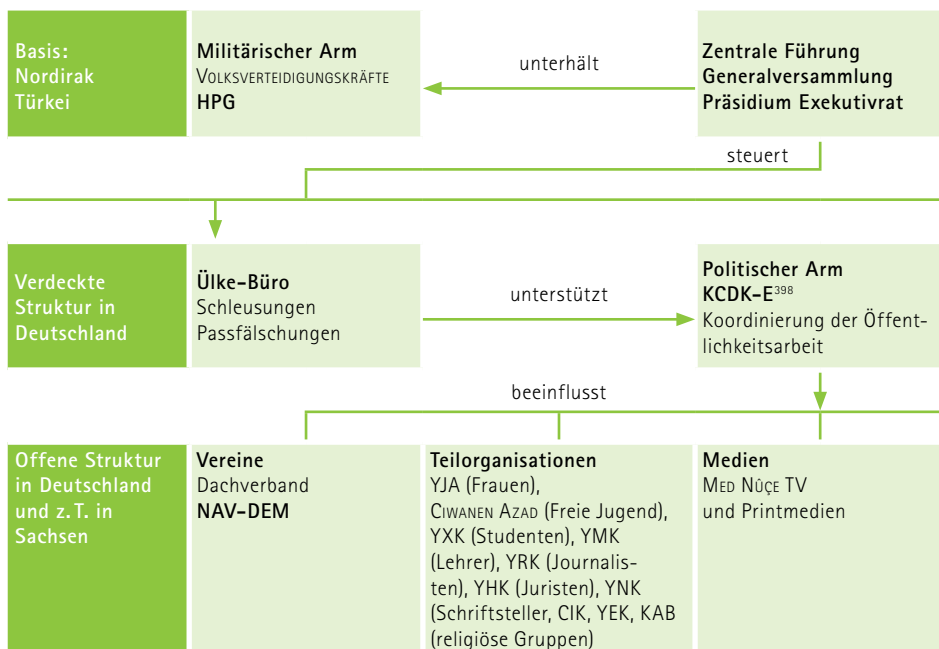 Basis:
Nordirak
Türkei
Militärischer Arm
Volksverteidigungskräfte
HPG
unterhält
Zentrale Führung
Generalversammlung
Präsidium Exekutivrat
steuert
Verdeckte
Struktur in
Deutschland
Ülke-Büro
Schleusungen
Passfälschungen
unterstützt
Politischer Arm
KCDK-E398
Koordinierung der Öffent-
lichkeitsarbeit
beeinflusst
Offene Struktur
in Deutschland
und z. T. in
Sachsen
Vereine
Dachverband
NAV-DEM
Teilorganisationen
YJA (Frauen),
Ciwanen Azad (Freie Jugend),
YXK (Studenten), YMK
(Lehrer), YRK (Journalis-
ten), YHK (Juristen), YNK
(Schriftsteller, CIK, YEK, KAB
(religiöse Gruppen)
Medien
Med Nûçe TV
und Printmedien